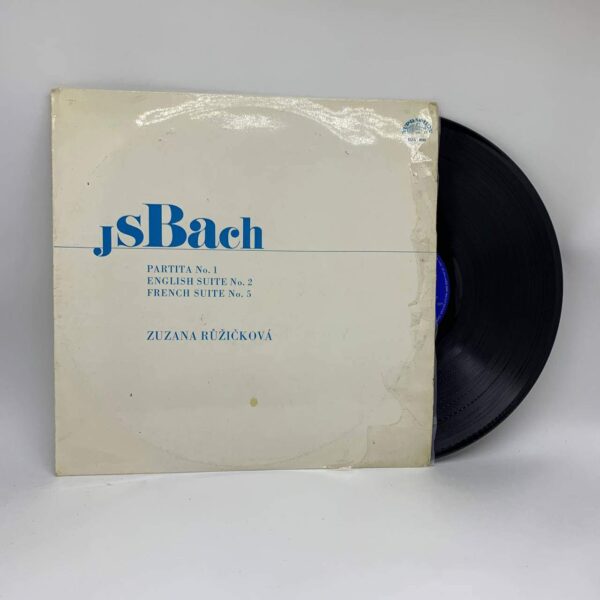 JSBach
PARTITA No. 1
ENGLISH SUITE No. 2
FRENCH SUITE No. 5
ZUZANA RŮŽIČKOVÁ